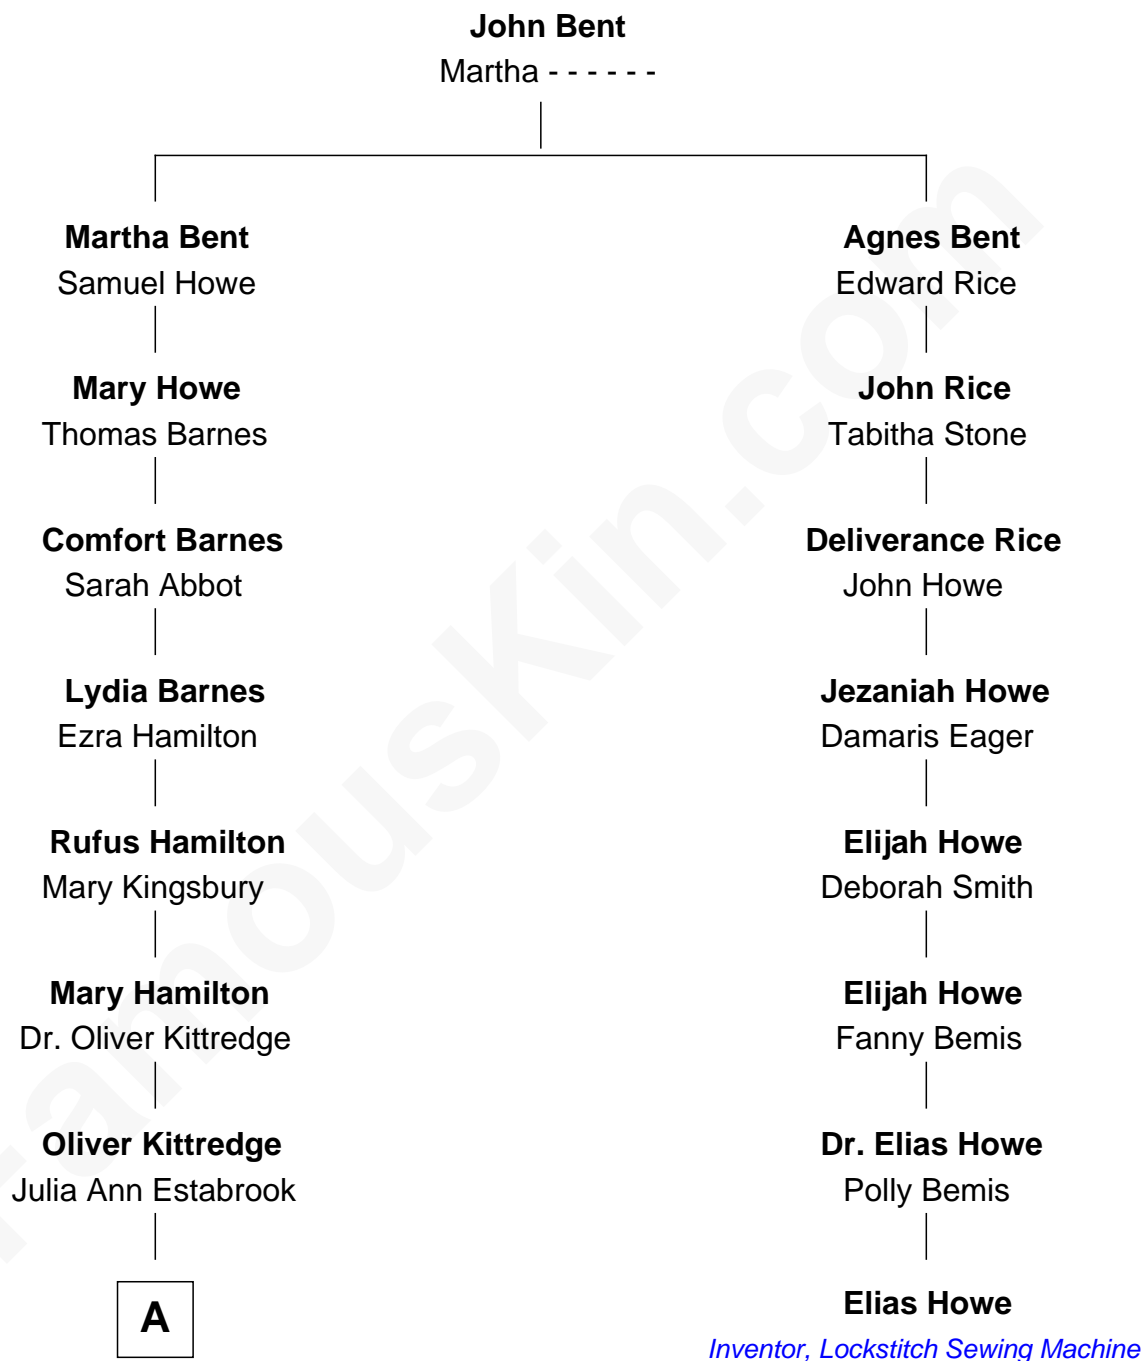 John Bent
Martha - - - - - -
Martha Bent
Samuel Howe
Agnes Bent
Edward Rice
Mary Howe
Thomas Barnes
John Rice
Tabitha Stone
Comfort Barnes
Sarah Abbot
Deliverance Rice
John Howe
Lydia Barnes
Ezra Hamilton
Jezaniah Howe
Damaris Eager
Rufus Hamilton
Mary Kingsbury
Elijah Howe
Deborah Smith
Mary Hamilton
Dr. Oliver Kittredge
Elijah Howe
Fanny Bemis
Oliver Kittredge
Julia Ann Estabrook
Dr. Elias Howe
Polly Bemis
A
Elias Howe
Inventor, Lockstitch Sewing Machine
FamousKin.com